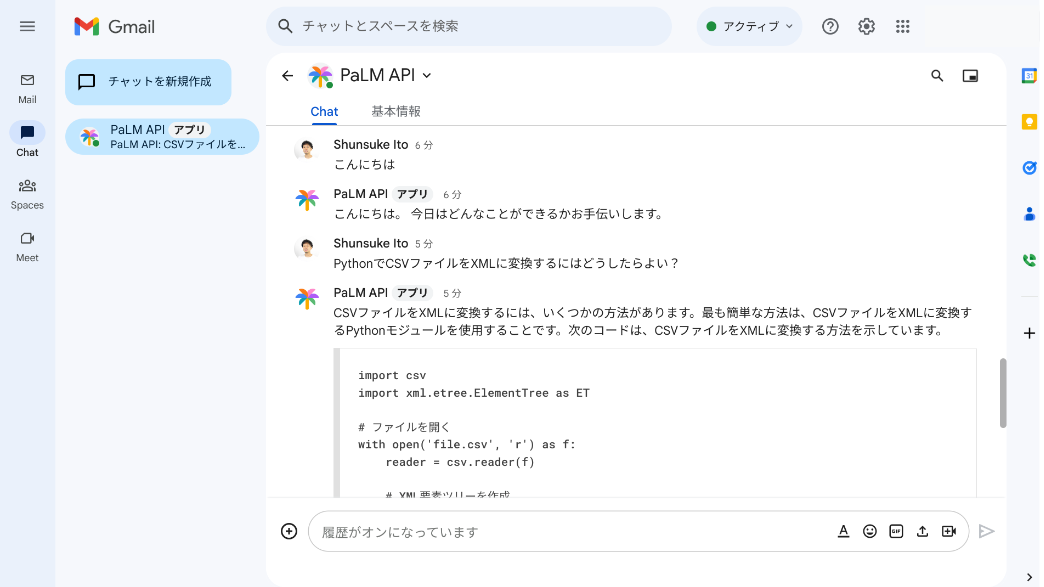 Gmail
チャットとスペースを検索
アクティブ
Mail
Chat
Spaces
Meet
チャットを新規作成
PaLM API アプリ
PaLM API: CSVファイルを…
PaLM API
Chat 基本情報
Shunsuke Ito 6 分
こんにちは
PaLM API アプリ 6 分
こんにちは。 今日はどんなことができるかお手伝いします。
Shunsuke Ito 5 分
PythonでCSVファイルをXMLに変換するにはどうしたらよい？
PaLM API アプリ 5 分
CSVファイルをXMLに変換するには、いくつかの方法があります。最も簡単な方法は、CSVファイルをXMLに変換す
るPythonモジュールを使用することです。次のコードは、CSVファイルをXMLに変換する方法を示しています。
import csv
import xml.etree.ElementTree as ET
# ファイルを開く
with open('file.csv', 'r') as f:
reader = csv.reader(f)
# XML要素ツリーを作成
履歴がオンになっています
GIF
31